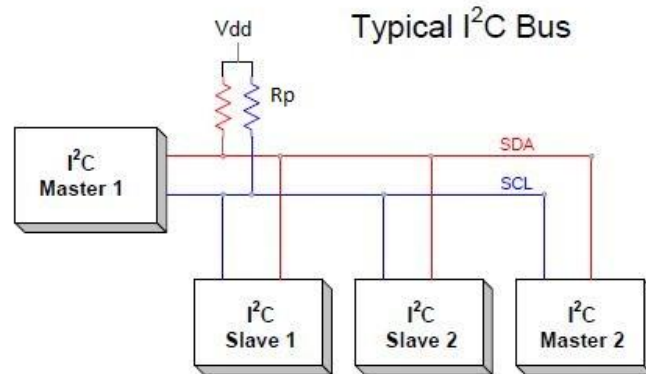 Typical I²C Bus
Vdd
Rp
I²C
Master 1
SDA
SCL
I²C
Slave 1
I²C
Slave 2
I²C
Master 2